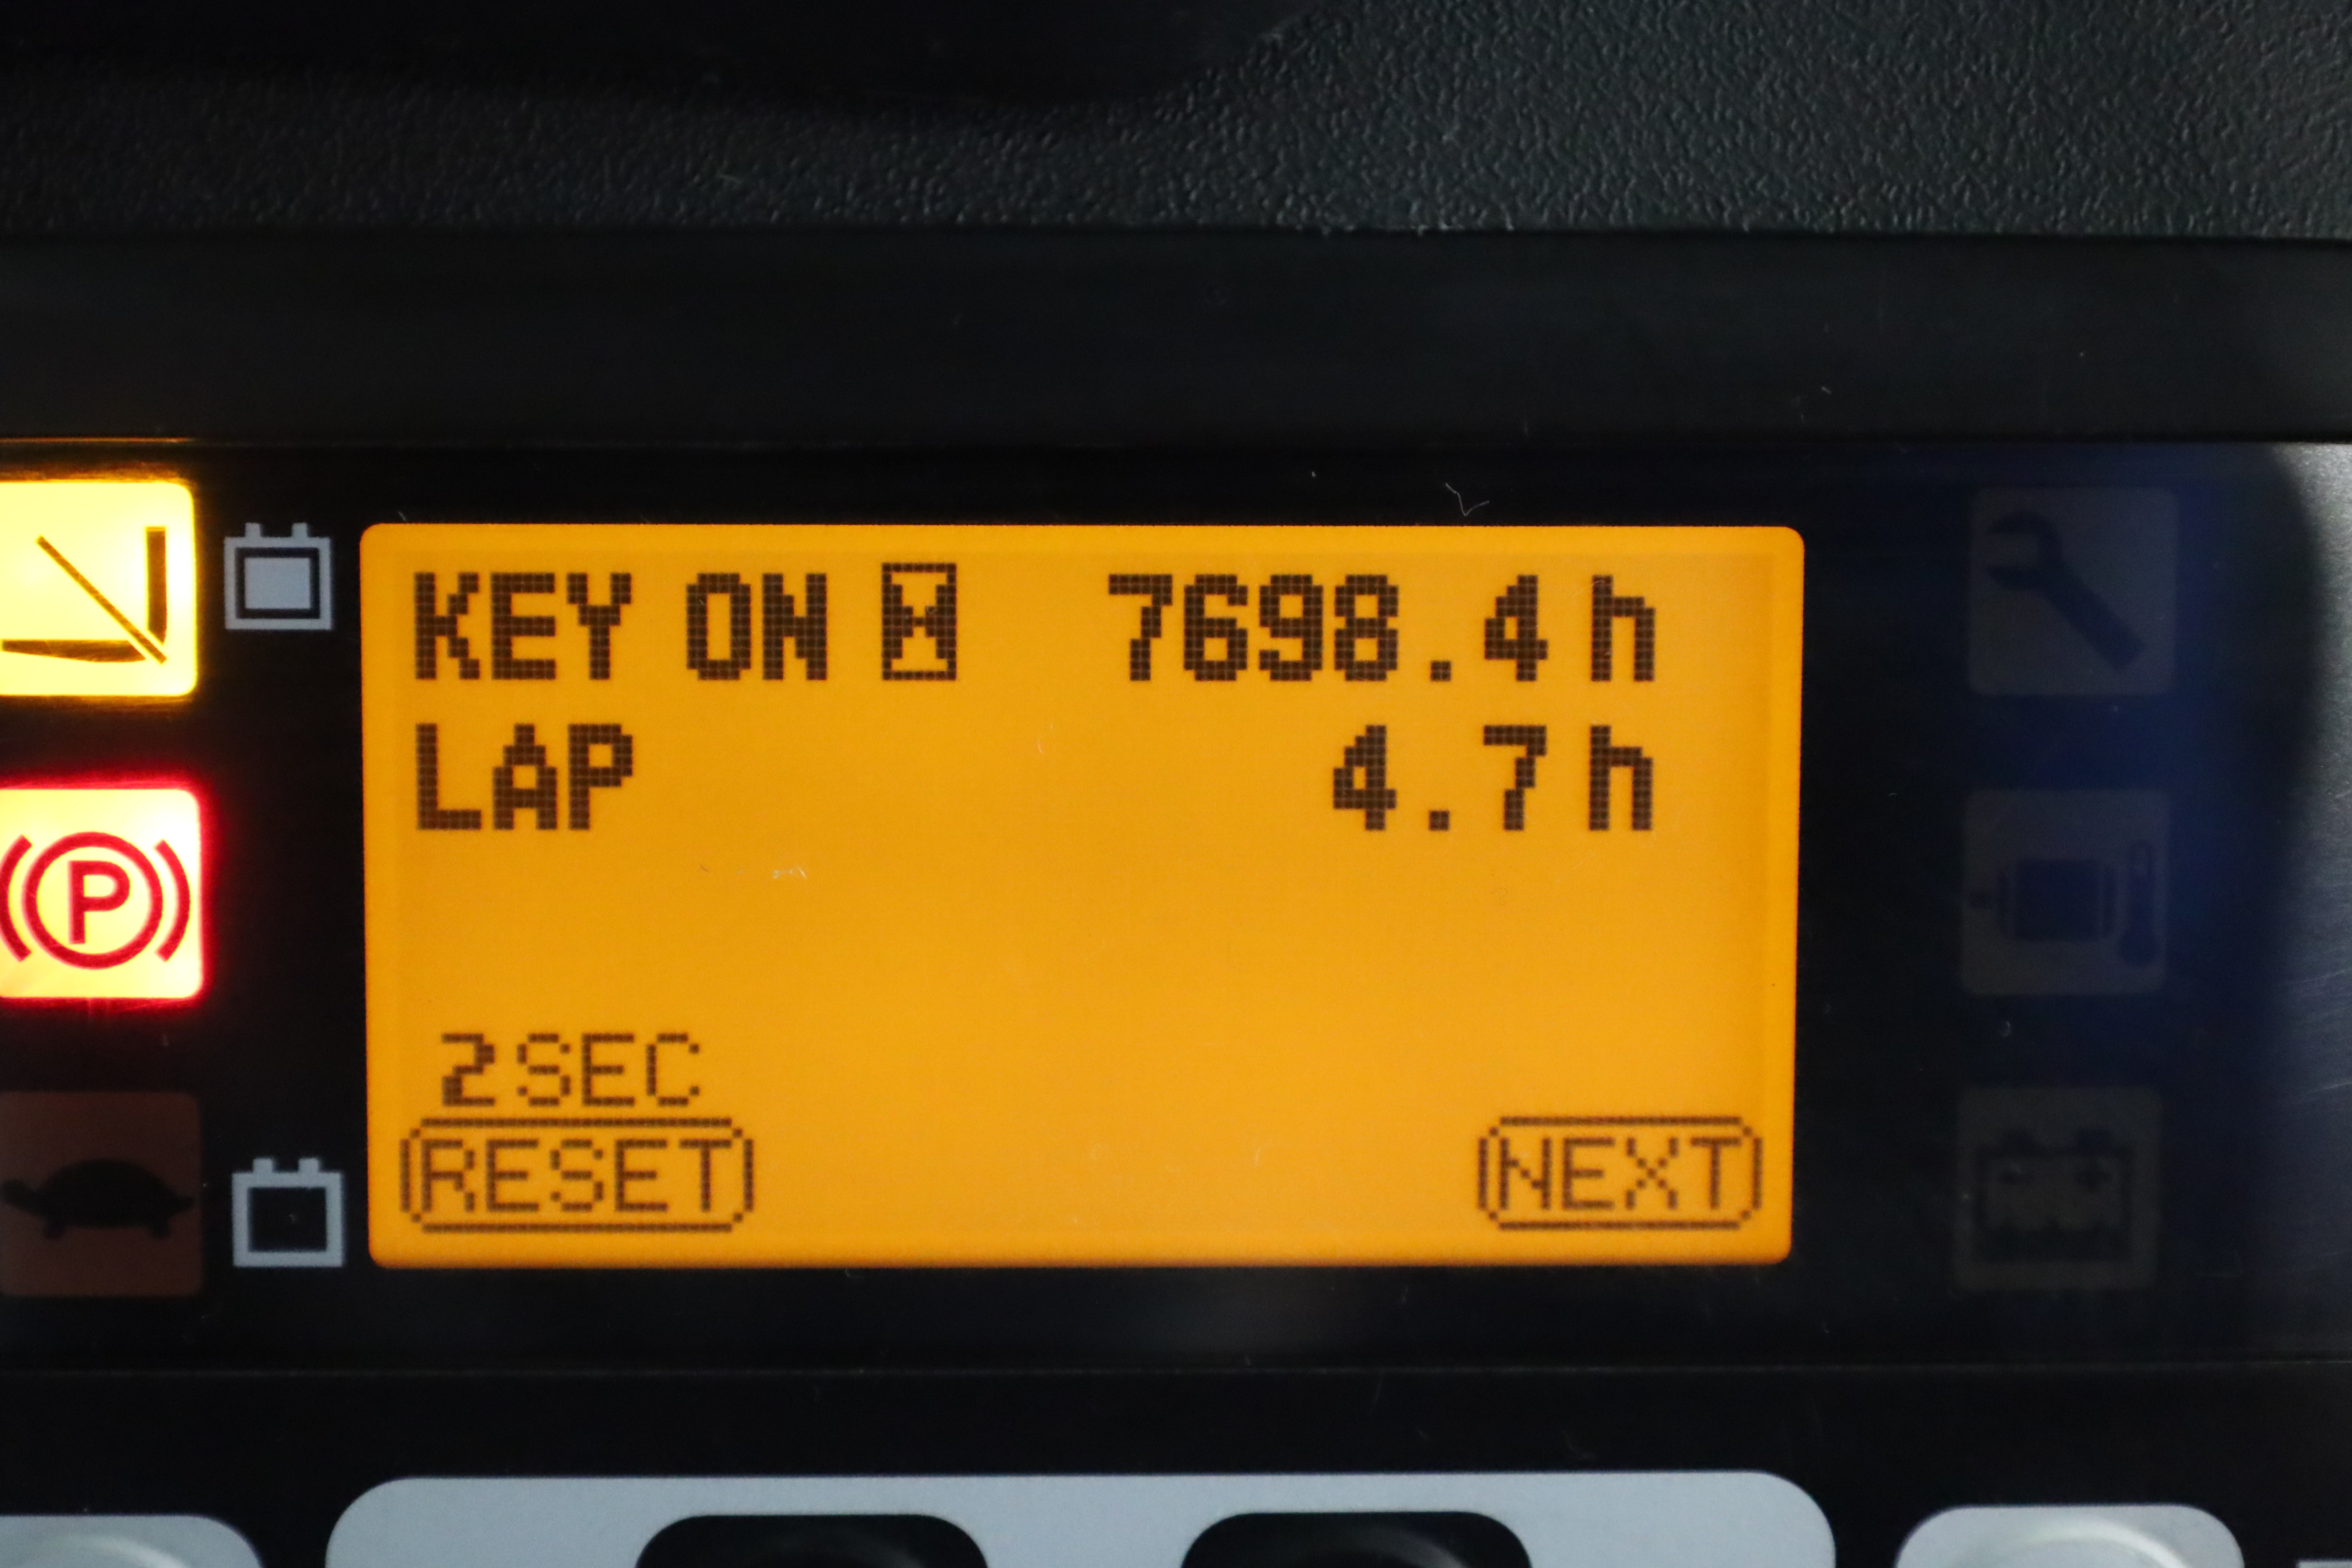 KEY ON 7698.4 h
LAP 4.7 h
P
2 SEC
RESET NEXT